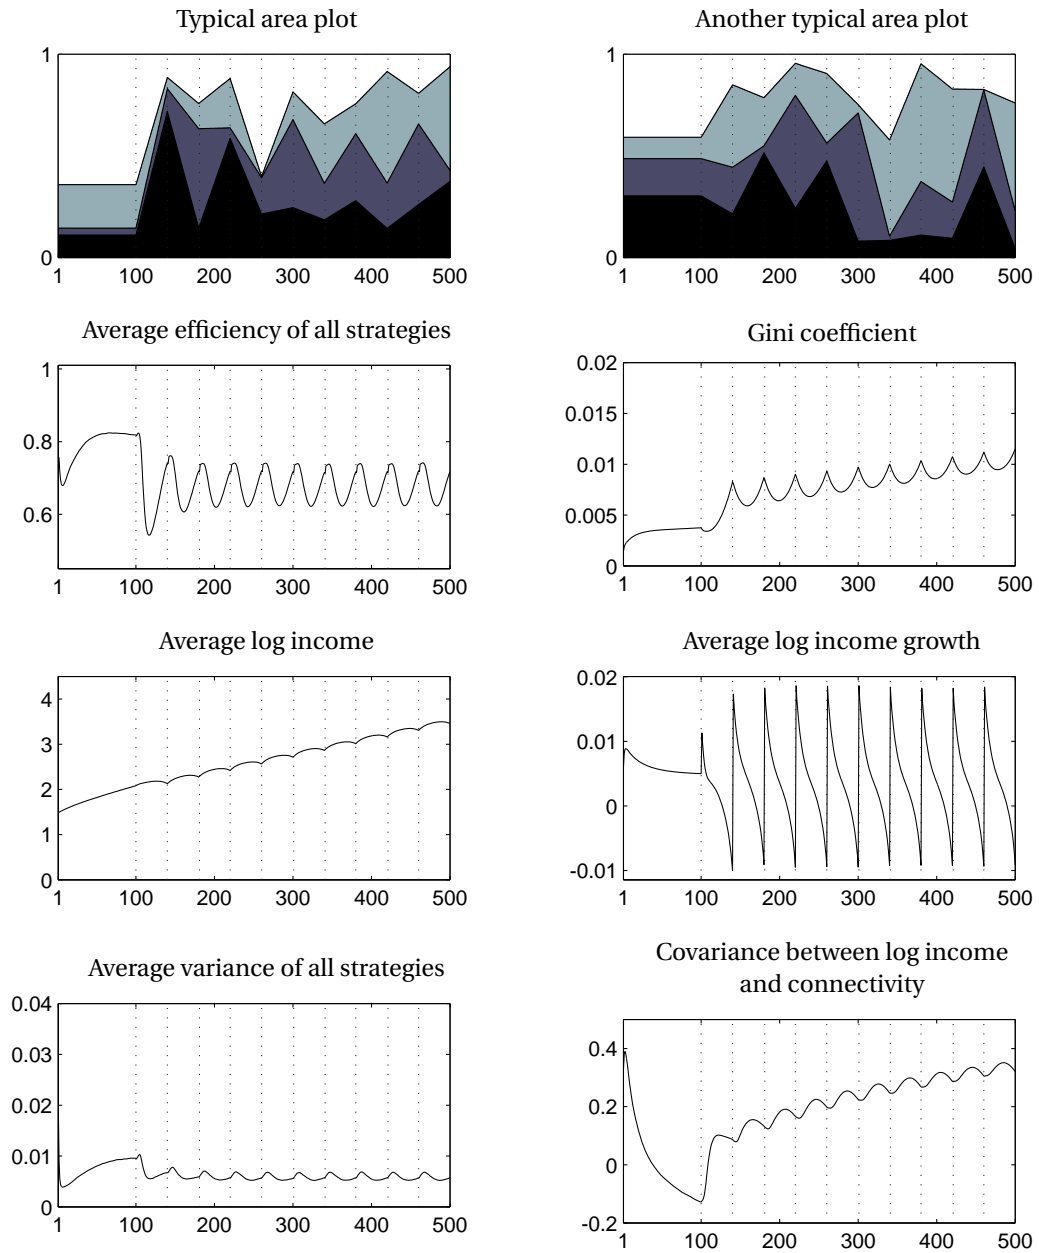 Typical area plot
Another typical area plot
1
0
1 100 200 300 400 500
1
0
1 100 200 300 400 500
Average efficiency of all strategies
Gini coefficient
1
0.8
0.6
1 100 200 300 400 500
0.02
0.015
0.01
0.005
0
1 100 200 300 400 500
Average log income
Average log income growth
4
3
2
1
0
1 100 200 300 400 500
0.02
0.01
0
-0.01
1 100 200 300 400 500
Average variance of all strategies
Covariance between log income
and connectivity
0.04
0.03
0.02
0.01
0
1 100 200 300 400 500
0.4
0.2
0
-0.2
1 100 200 300 400 500